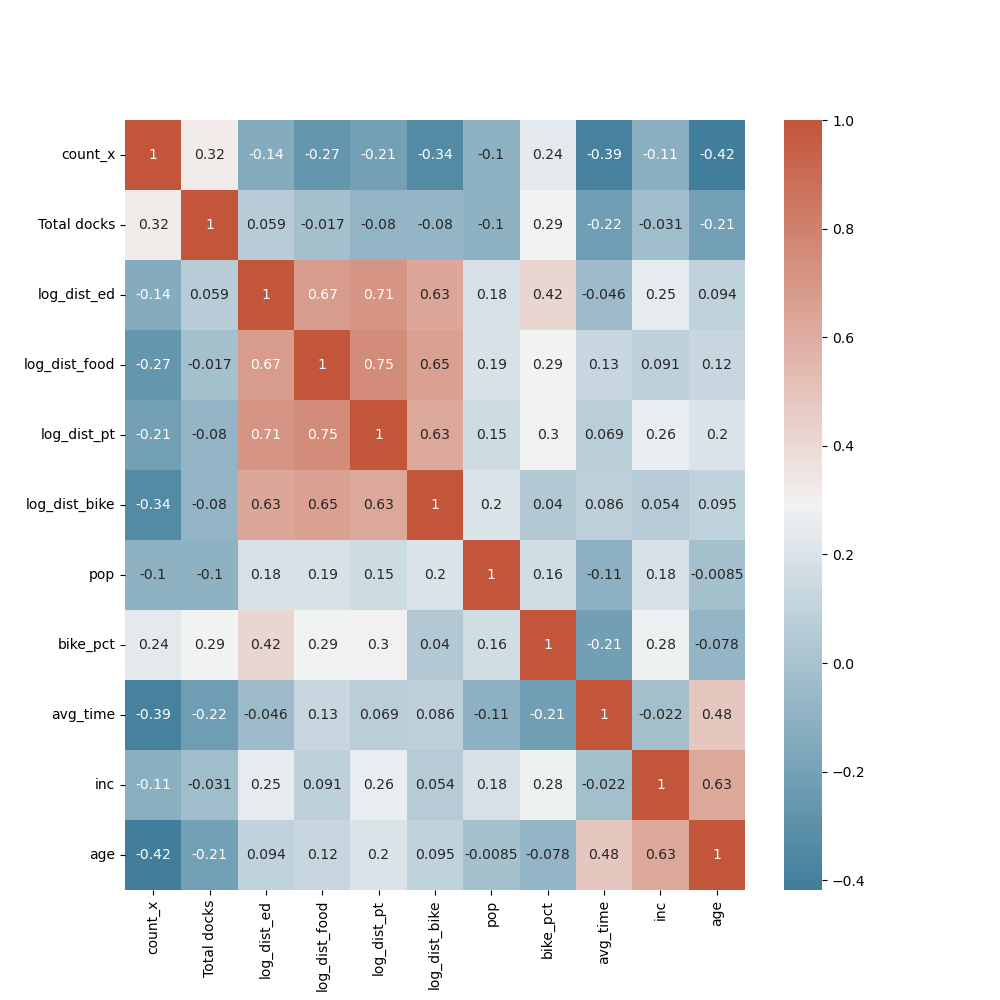 count_x 1 0.32 -0.14 -0.27 -0.21 -0.34 -0.1 0.24 -0.39 -0.11 -0.42
Total docks 0.32 1 0.059 -0.017 -0.08 -0.08 -0.1 0.29 -0.22 -0.031 -0.21
log_dist_ed -0.14 0.059 1 0.67 0.71 0.63 0.18 0.42 -0.046 0.25 0.094
log_dist_food -0.27 -0.017 0.67 1 0.75 0.65 0.19 0.29 0.13 0.091 0.12
log_dist_pt -0.21 -0.08 0.71 0.75 1 0.63 0.15 0.3 0.069 0.26 0.2
log_dist_bike -0.34 -0.08 0.63 0.65 0.63 1 0.2 0.04 0.086 0.054 0.095
pop -0.1 -0.1 0.18 0.19 0.15 0.2 1 0.16 -0.11 0.18 -0.0085
bike_pct 0.24 0.29 0.42 0.29 0.3 0.04 0.16 1 -0.21 0.28 -0.078
avg_time -0.39 -0.22 -0.046 0.13 0.069 0.086 -0.11 -0.21 1 -0.022 0.48
inc -0.11 -0.031 0.25 0.091 0.26 0.054 0.18 0.28 -0.022 1 0.63
age -0.42 -0.21 0.094 0.12 0.2 0.095 -0.0085 -0.078 0.48 0.63 1
count_x
Total docks
log_dist_ed
log_dist_food
log_dist_pt
log_dist_bike
pop
bike_pct
avg_time
inc
age
1.0
0.8
0.6
0.4
0.2
0.0
−0.2
−0.4